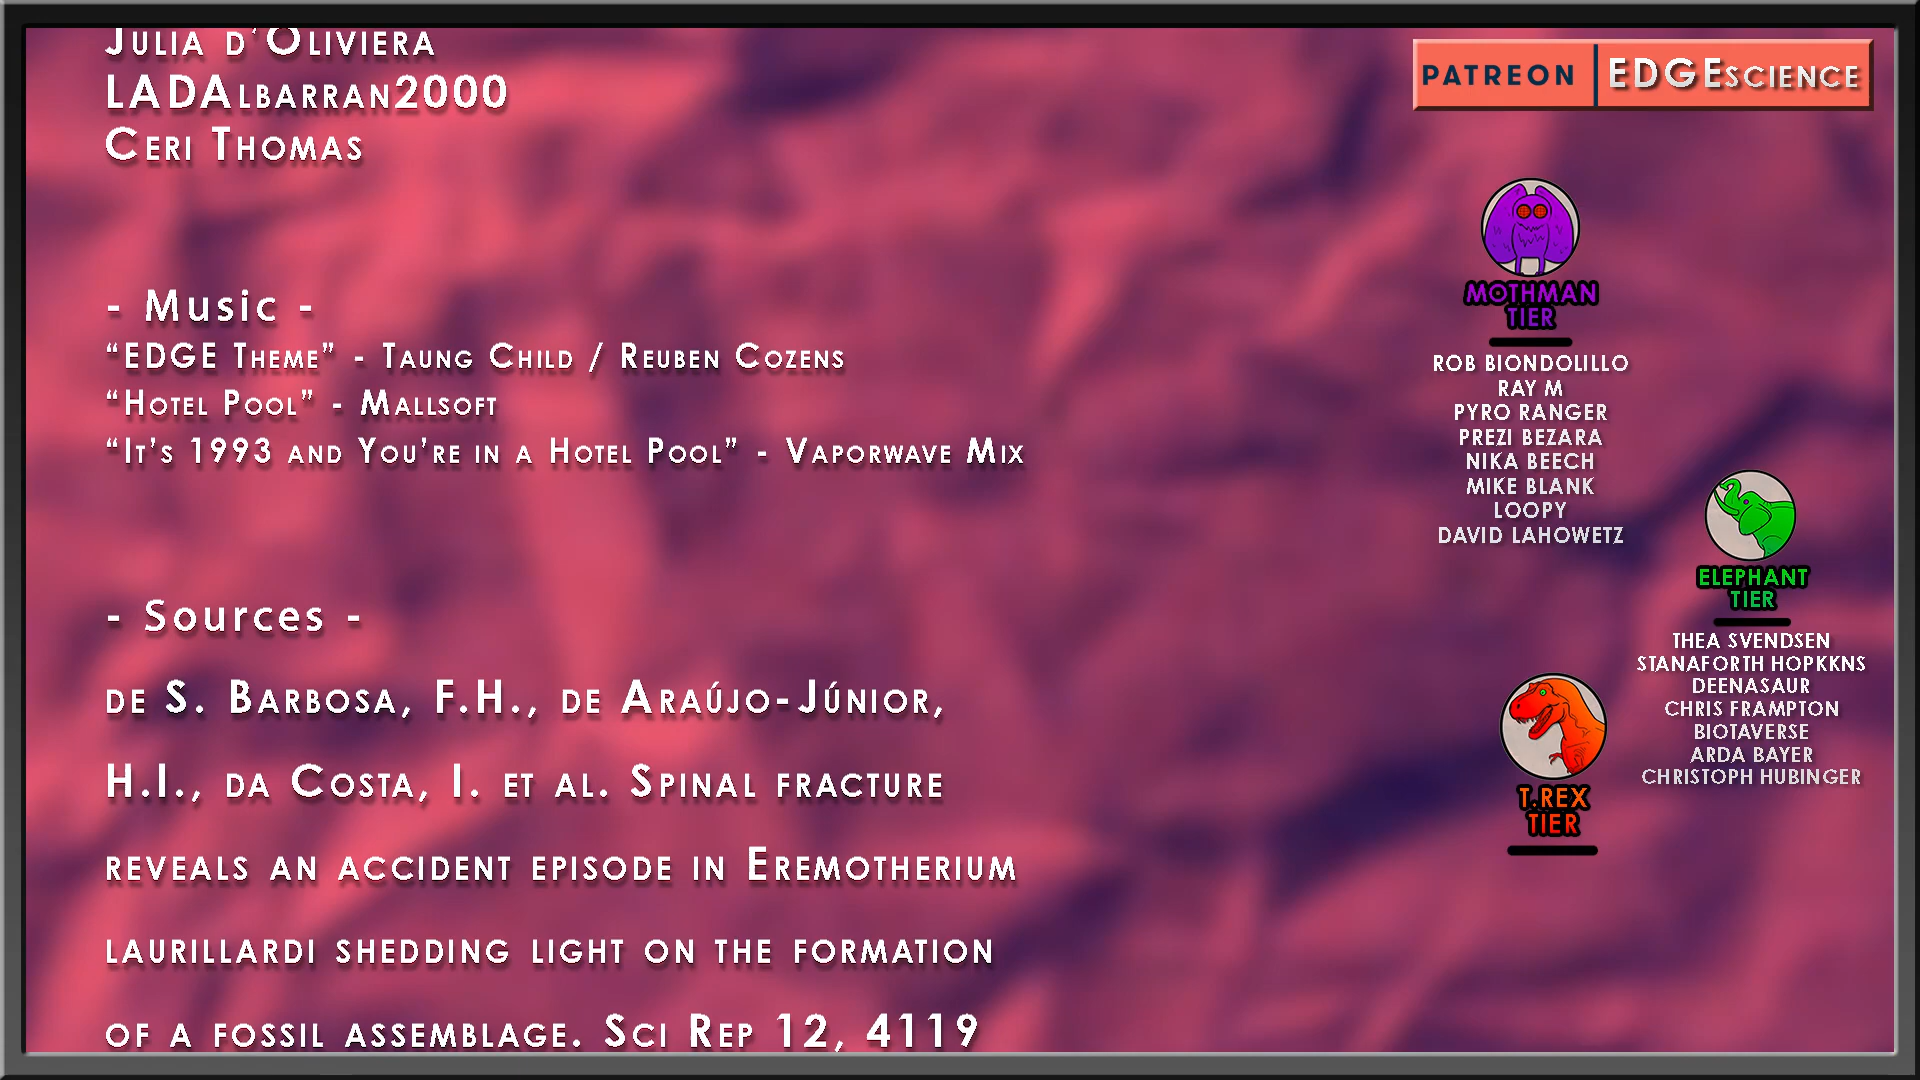 Julia d'Oliviera
LADAlbarran2000
Ceri Thomas
- Music -
“EDGE Theme” - Taung Child / Reuben Cozens
“Hotel Pool” - Mallsoft
“It’s 1993 and You’re in a Hotel Pool” - Vaporwave Mix
- Sources -
de S. Barbosa, F.H., de Araújo-Júnior,
H.I., da Costa, I. et al. Spinal fracture
reveals an accident episode in Eremotherium
laurillardi shedding light on the formation
of a fossil assemblage. Sci Rep 12, 4119
PATREON | EDGEscience
MOTHMAN
TIER
ROB BIONDOLILLO
RAY M
PYRO RANGER
PREZI BEZARA
NIKA BEECH
MIKE BLANK
LOOPY
DAVID LAHOWETZ
ELEPHANT
TIER
THEA SVENDSEN
STANAFORTH HOPKKNS
DEENASAUR
CHRIS FRAMPTON
BIOTAVERSE
ARDA BAYER
CHRISTOPH HUBINGER
T.REX
TIER